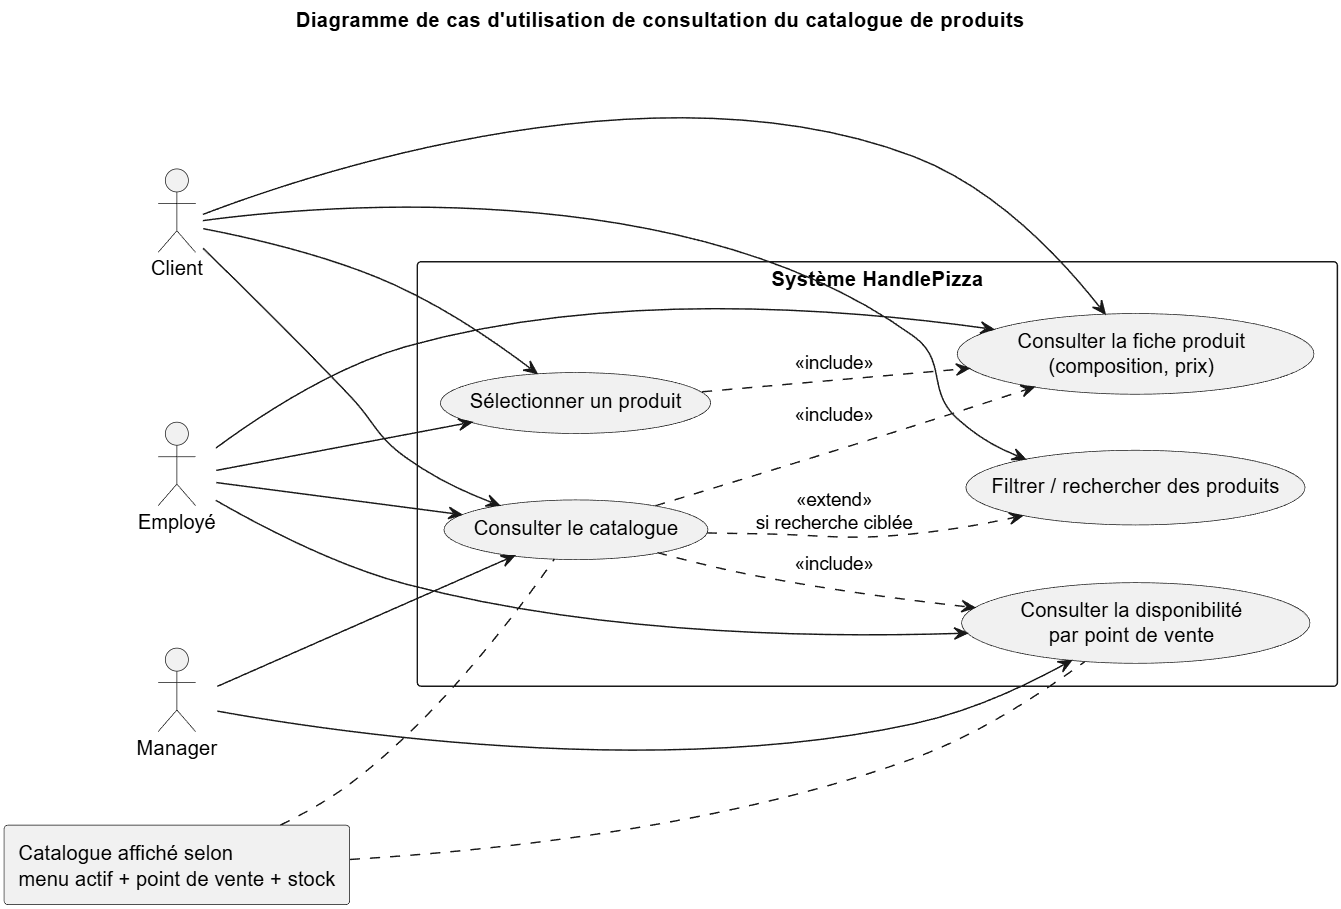 Diagramme de cas d'utilisation de consultation du catalogue de produits
Client
Système HandlePizza
Consulter la fiche produit
(composition, prix)
«include»
Sélectionner un produit
«include»
Employé
Filtrer / rechercher des produits
«extend»
si recherche ciblée
Consulter le catalogue
«include»
Consulter la disponibilité
par point de vente
Manager
Catalogue affiché selon
menu actif + point de vente + stock